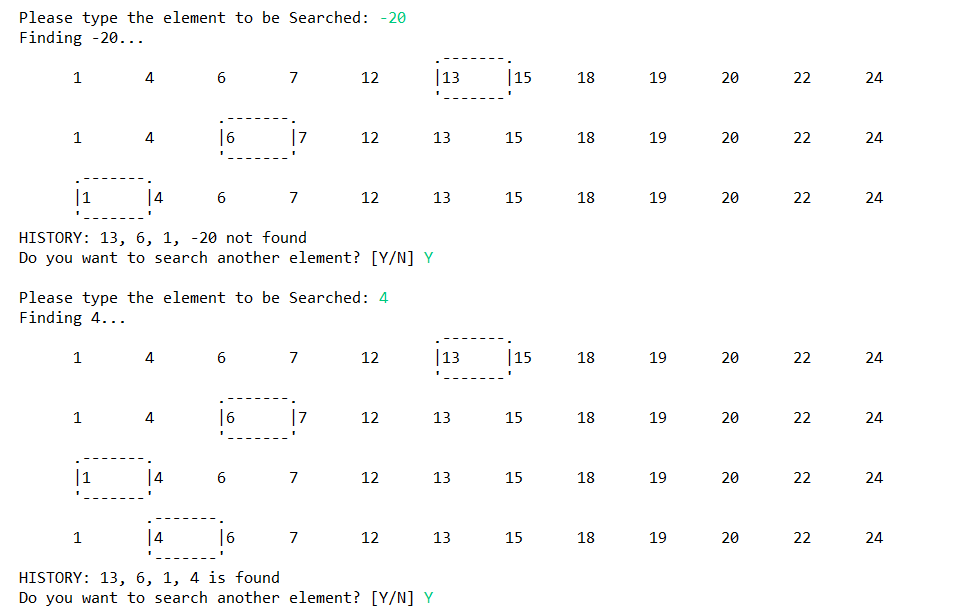 Please type the element to be Searched: -20
Finding -20...
.-------.
1 4 6 7 12 |13 |15 18 19 20 22 24
'-------'
.-------.
1 4 |6 |7 12 13 15 18 19 20 22 24
'-------'
.-------.
|1 |4 6 7 12 13 15 18 19 20 22 24
'-------'
HISTORY: 13, 6, 1, -20 not found
Do you want to search another element? [Y/N] Y
Please type the element to be Searched: 4
Finding 4...
.-------.
1 4 6 7 12 |13 |15 18 19 20 22 24
'-------'
.-------.
1 4 |6 |7 12 13 15 18 19 20 22 24
'-------'
.-------.
|1 |4 6 7 12 13 15 18 19 20 22 24
'-------'
.-------.
1 |4 |6 7 12 13 15 18 19 20 22 24
'-------'
HISTORY: 13, 6, 1, 4 is found
Do you want to search another element? [Y/N] Y